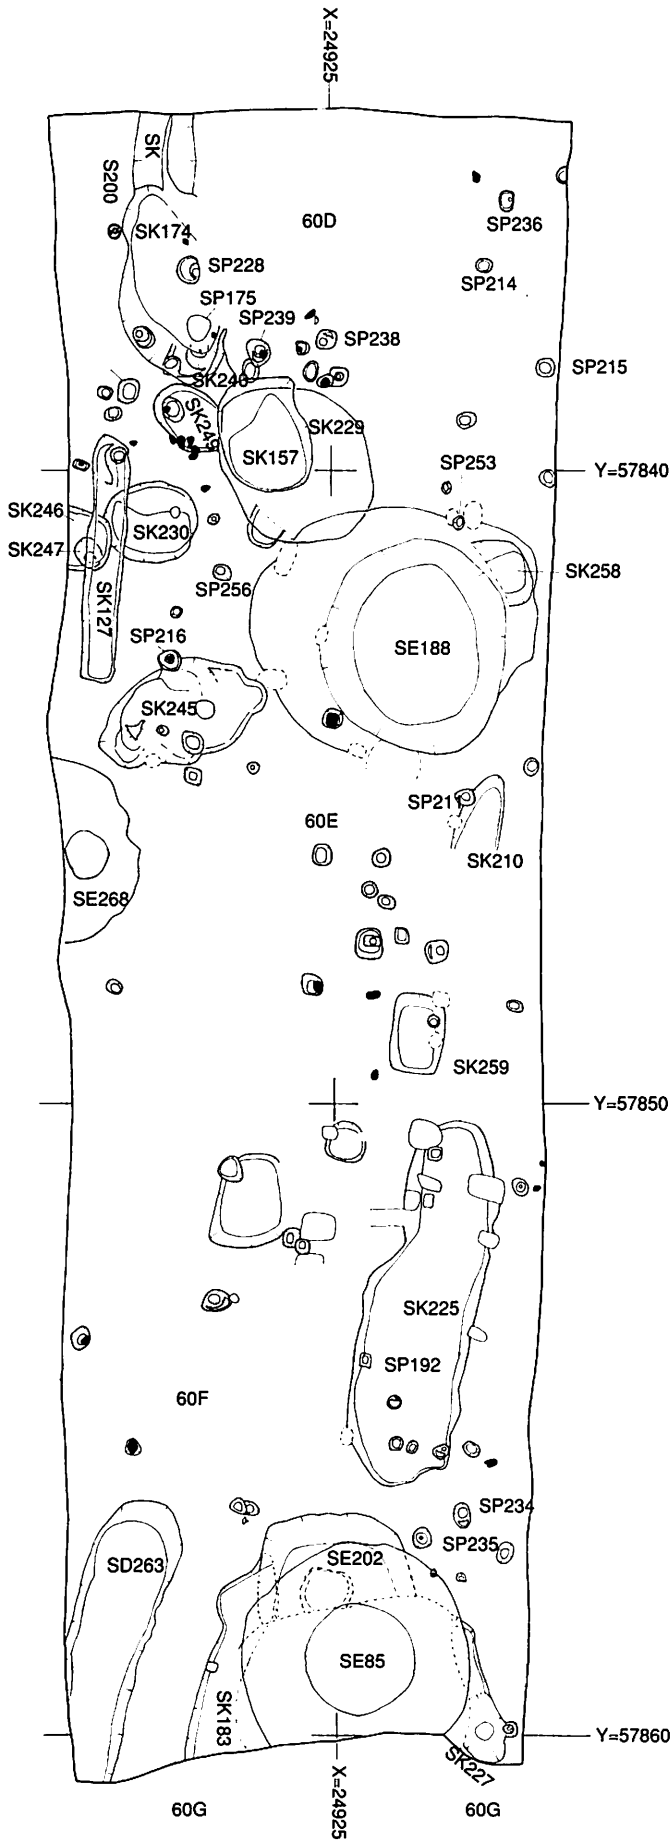 X=24925
SK
S200
60D
SP236
SK174
SP228
SP214
SP175
SP239
SP238
SP215
SK240
SK249
SK229
SK157
SP253
Y=57840
SK246
SK230
SK247
SK258
SP256
SK127
SP216
SE188
SK245
SP211
60E
SK210
SE268
SK259
Y=57850
SK225
SP192
60F
SP234
SP235
SE202
SD263
SE85
SK183
Y=57860
SK227
X=24925
60G
60G